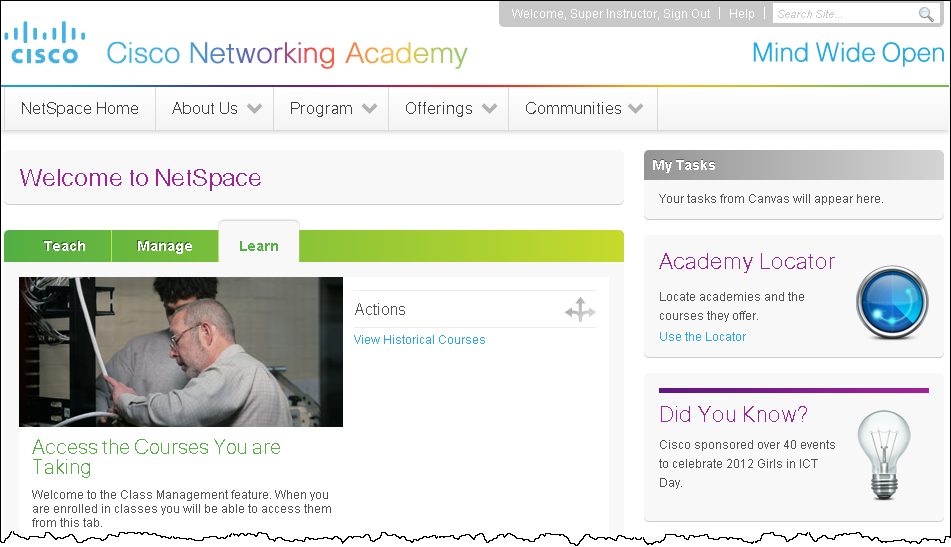 Welcome, Super Instructor, Sign Out | Help |
Search Site...
CISCO
Cisco Networking Academy
Mind Wide Open
NetSpace Home
About Us
Program
Offerings
Communities
Welcome to NetSpace
Teach
Manage
Learn
Actions
View Historical Courses
Access the Courses You are
Taking
Welcome to the Class Management feature. When you
are enrolled in classes you will be able to access them
from this tab.
My Tasks
Your tasks from Canvas will appear here.
Academy Locator
Locate academies and the
courses they offer.
Use the Locator
Did You Know?
Cisco sponsored over 40 events
to celebrate 2012 Girls in ICT
Day.